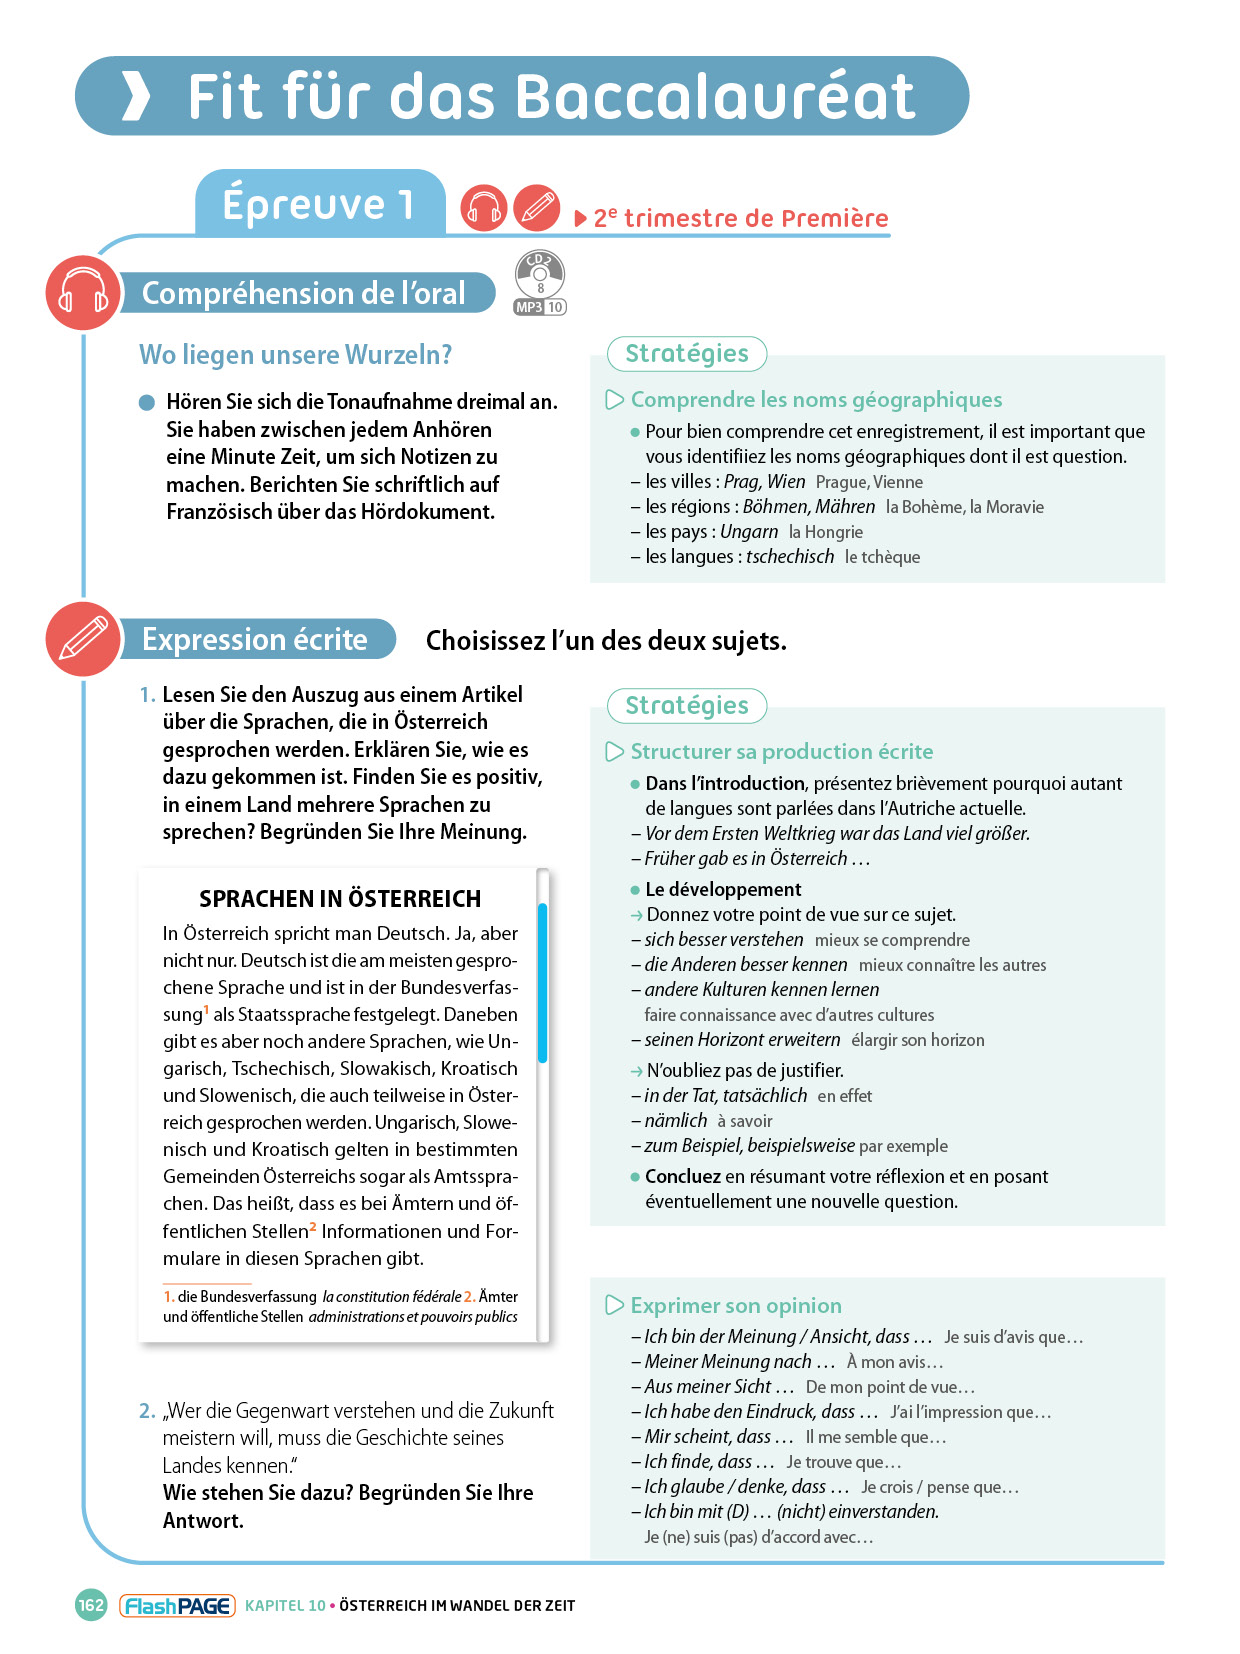 Fit für das Baccalauréat
Épreuve 1
2e trimestre de Première
Compréhension de l'oral
CD 2
8
MP3 10
Wo liegen unsere Wurzeln?
Hören Sie sich die Tonaufnahme dreimal an.
Sie haben zwischen jedem Anhören
eine Minute Zeit, um sich Notizen zu
machen. Berichten Sie schriftlich auf
Französisch über das Hördokument.
Stratégies
Comprendre les noms géographiques
• Pour bien comprendre cet enregistrement, il est important que
vous identifiiez les noms géographiques dont il est question.
– les villes : Prag, Wien Prague, Vienne
– les régions : Böhmen, Mähren la Bohème, la Moravie
– les pays : Ungarn la Hongrie
– les langues : tschechisch le tchèque
Expression écrite
Choisissez l'un des deux sujets.
1. Lesen Sie den Auszug aus einem Artikel
über die Sprachen, die in Österreich
gesprochen werden. Erklären Sie, wie es
dazu gekommen ist. Finden Sie es positiv,
in einem Land mehrere Sprachen zu
sprechen? Begründen Sie Ihre Meinung.
SPRACHEN IN ÖSTERREICH
In Österreich spricht man Deutsch. Ja, aber
nicht nur. Deutsch ist die am meisten gespro-
chene Sprache und ist in der Bundesverfas-
sung1 als Staatssprache festgelegt. Daneben
gibt es aber noch andere Sprachen, wie Un-
garisch, Tschechisch, Slowakisch, Kroatisch
und Slowenisch, die auch teilweise in Öster-
reich gesprochen werden. Ungarisch, Slowe-
nisch und Kroatisch gelten in bestimmten
Gemeinden Österreichs sogar als Amtsspra-
chen. Das heißt, dass es bei Ämtern und öf-
fentlichen Stellen2 Informationen und For-
mulare in diesen Sprachen gibt.
1. die Bundesverfassung la constitution fédérale 2. Ämter
und öffentliche Stellen administrations et pouvoirs publics
2. „Wer die Gegenwart verstehen und die Zukunft
meistern will, muss die Geschichte seines
Landes kennen.“
Wie stehen Sie dazu? Begründen Sie Ihre
Antwort.
Stratégies
Structurer sa production écrite
• Dans l'introduction, présentez brièvement pourquoi autant
de langues sont parlées dans l'Autriche actuelle.
– Vor dem Ersten Weltkrieg war das Land viel größer.
– Früher gab es in Österreich …
• Le développement
→ Donnez votre point de vue sur ce sujet.
– sich besser verstehen mieux se comprendre
– die Anderen besser kennen mieux connaître les autres
– andere Kulturen kennen lernen
faire connaissance avec d'autres cultures
– seinen Horizont erweitern élargir son horizon
→ N'oubliez pas de justifier.
– in der Tat, tatsächlich en effet
– nämlich à savoir
– zum Beispiel, beispielsweise par exemple
• Concluez en résumant votre réflexion et en posant
éventuellement une nouvelle question.
Exprimer son opinion
– Ich bin der Meinung / Ansicht, dass … Je suis d'avis que…
– Meiner Meinung nach … À mon avis…
– Aus meiner Sicht … De mon point de vue…
– Ich habe den Eindruck, dass … J'ai l'impression que…
– Mir scheint, dass … Il me semble que…
– Ich finde, dass … Je trouve que…
– Ich glaube / denke, dass … Je crois / pense que…
– Ich bin mit (D) … (nicht) einverstanden.
Je (ne) suis (pas) d'accord avec…
162 FlashPAGE KAPITEL 10 • ÖSTERREICH IM WANDEL DER ZEIT